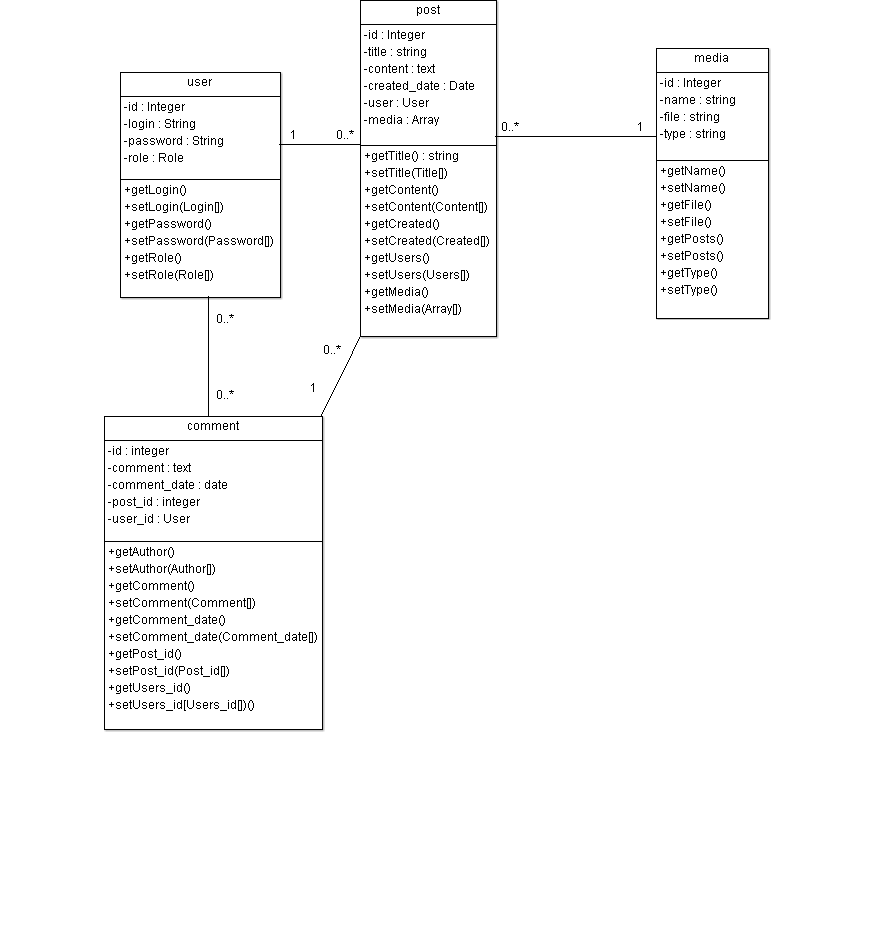 post
-id : Integer
-title : string
-content : text
-created_date : Date
-user : User
-media : Array
+getTitle() : string
+setTitle(Title[])
+getContent()
+setContent(Content[])
+getCreated()
+setCreated(Created[])
+getUsers()
+setUsers(Users[])
+getMedia()
+setMedia(Array[])
media
-id : Integer
-name : string
-file : string
-type : string
+getName()
+setName()
+getFile()
+setFile()
+getPosts()
+setPosts()
+getType()
+setType()
user
-id : Integer
-login : String
-password : String
-role : Role
+getLogin()
+setLogin(Login[])
+getPassword()
+setPassword(Password[])
+getRole()
+setRole(Role[])
1
0..*
0..*
1
0..*
0..*
0..*
1
comment
-id : integer
-comment : text
-comment_date : date
-post_id : integer
-user_id : User
+getAuthor()
+setAuthor(Author[])
+getComment()
+setComment(Comment[])
+getComment_date()
+setComment_date(Comment_date[])
+getPost_id()
+setPost_id(Post_id[])
+getUsers_id()
+setUsers_id[Users_id[])()